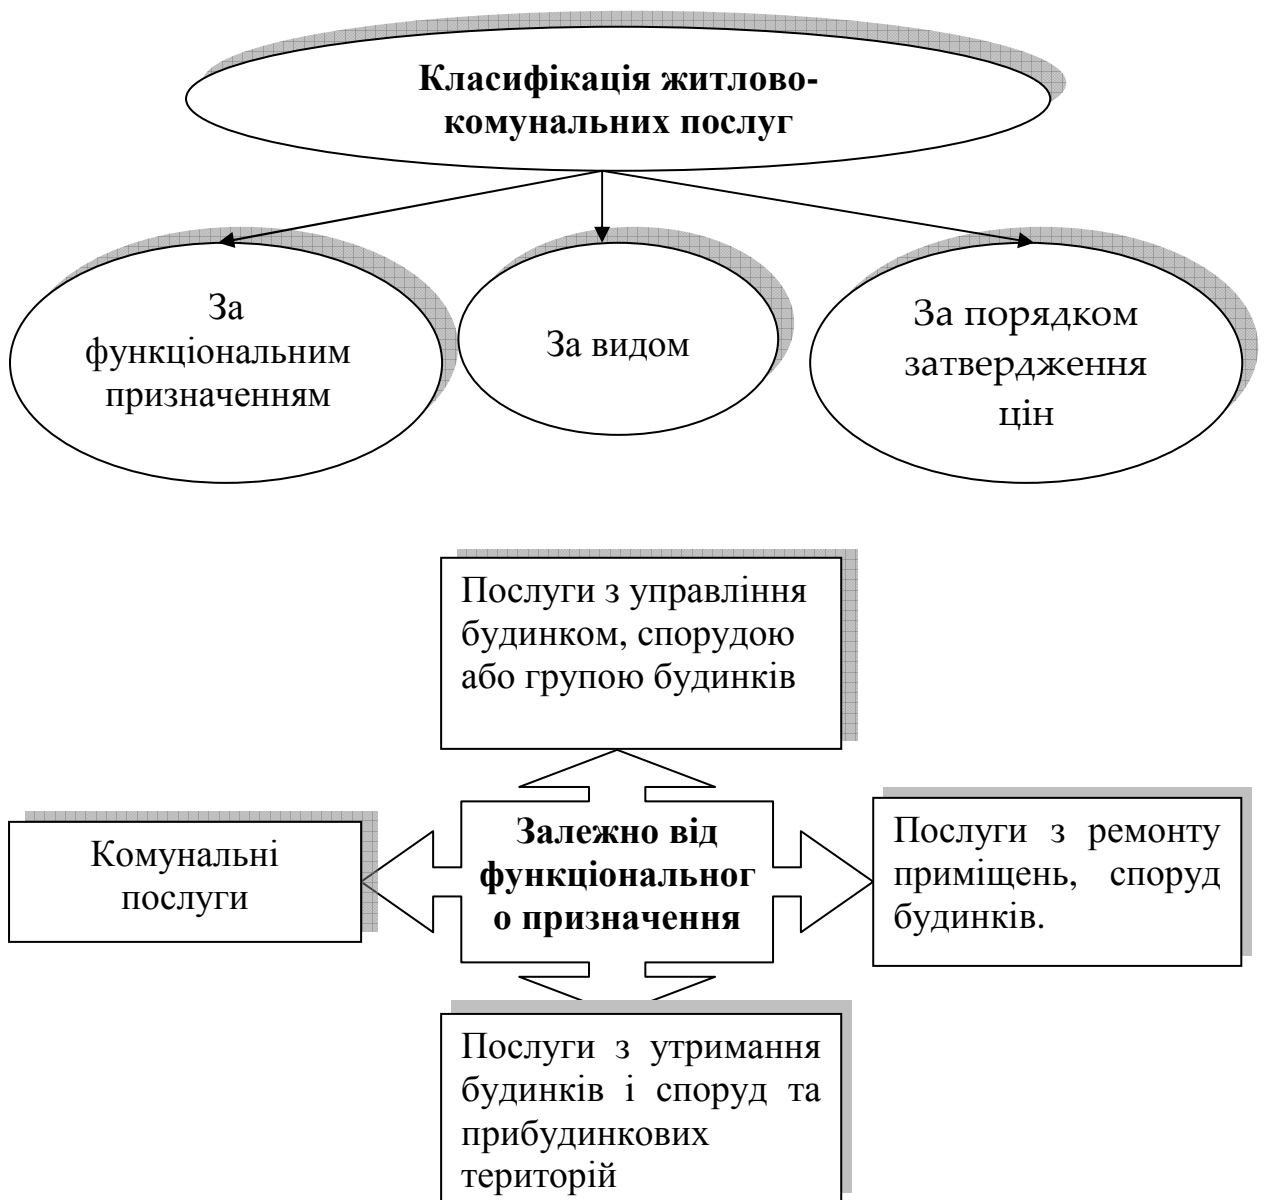 Класифікація житлово-
комунальних послуг
За
функціональним
призначенням
За видом
За порядком
затвердження
цін
Послуги з управління
будинком, спорудою
або групою будинків
Комунальні
послуги
Залежно від
функціональног
о призначення
Послуги з ремонту
приміщень, споруд
будинків.
Послуги з утримання
будинків і споруд та
прибудинкових
територій